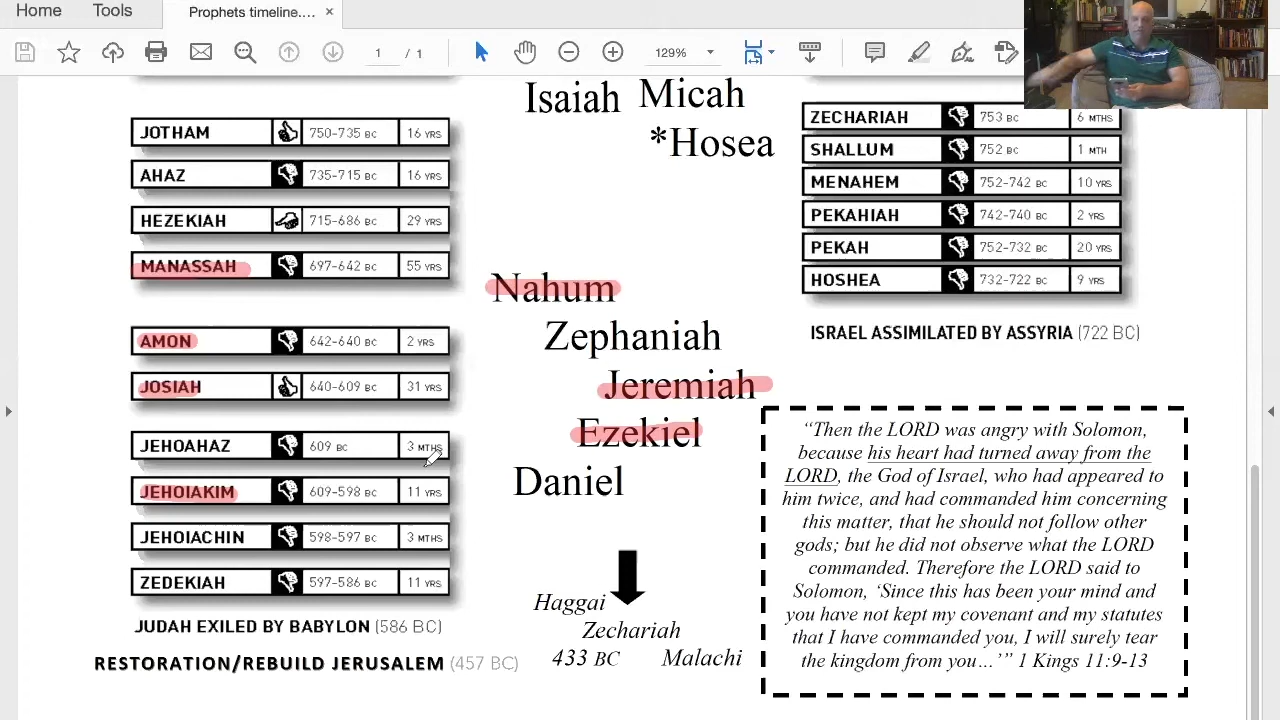 Home Tools Prophets timeline.... ×
1 / 1 129%
Isaiah Micah
*Hosea
JOTHAM 750-735 BC 16 YRS
AHAZ 735-715 BC 16 YRS
HEZEKIAH 715-686 BC 29 YRS
MANASSAH 697-642 BC 55 YRS
AMON 642-640 BC 2 YRS
JOSIAH 640-609 BC 31 YRS
JEHOAHAZ 609 BC 3 MTHS
JEHOIAKIM 609-598 BC 11 YRS
JEHOIACHIN 598-597 BC 3 MTHS
ZEDEKIAH 597-586 BC 11 YRS
JUDAH EXILED BY BABYLON (586 BC)
RESTORATION/REBUILD JERUSALEM (457 BC)
Nahum
Zephaniah
Jeremiah
Ezekiel
Daniel
Haggai
Zechariah
433 BC Malachi
ZECHARIAH 753 BC 6 MTHS
SHALLUM 752 BC 1 MTH
MENAHEM 752-742 BC 10 YRS
PEKAHIAH 742-740 BC 2 YRS
PEKAH 752-732 BC 20 YRS
HOSHEA 732-722 BC 9 YRS
ISRAEL ASSIMILATED BY ASSYRIA (722 BC)
“Then the LORD was angry with Solomon,
because his heart had turned away from the
LORD, the God of Israel, who had appeared to
him twice, and had commanded him concerning
this matter, that he should not follow other
gods; but he did not observe what the LORD
commanded. Therefore the LORD said to
Solomon, ‘Since this has been your mind and
you have not kept my covenant and my statutes
that I have commanded you, I will surely tear
the kingdom from you…’” 1 Kings 11:9-13